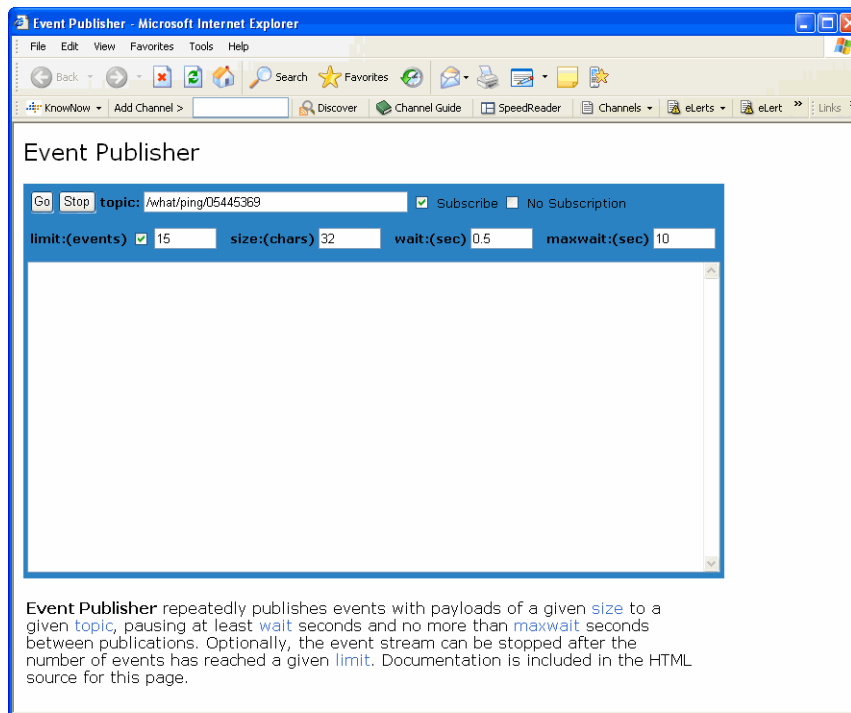 Event Publisher - Microsoft Internet Explorer
File Edit View Favorites Tools Help
Back Search Favorites
KnowNow Add Channel > Discover Channel Guide SpeedReader Channels eLerts eLert » Links
Event Publisher
Go Stop topic: /what/ping/05445369 Subscribe No Subscription
limit:(events) 15 size:(chars) 32 wait:(sec) 0.5 maxwait:(sec) 10
Event Publisher repeatedly publishes events with payloads of a given size to a
given topic, pausing at least wait seconds and no more than maxwait seconds
between publications. Optionally, the event stream can be stopped after the
number of events has reached a given limit. Documentation is included in the HTML
source for this page.